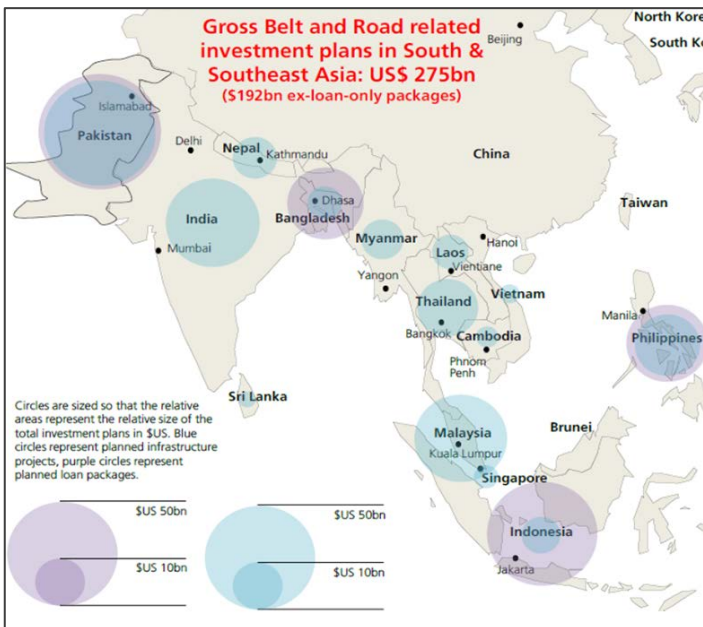 Gross Belt and Road related
investment plans in South &
Southeast Asia: US$ 275bn
($192bn ex-loan-only packages)
North Kore
Beijing
South Ko
Islamabad
Pakistan
Delhi
Nepal
Kathmandu
China
Dhasa
Bangladesh
India
Taiwan
Mumbai
Myanmar
Hanoi
Laos
Vientiane
Yangon
Vietnam
Thailand
Manila
Bangkok
Cambodia
Philippines
Phnom
Penh
Sri Lanka
Circles are sized so that the relative
areas represent the relative size of the
total investment plans in $US. Blue
circles represent planned infrastructure
projects, purple circles represent
planned loan packages.
Malaysia
Brunei
Kuala Lumpur
Singapore
$US 50bn
$US 50bn
Indonesia
$US 10bn
$US 10bn
Jakarta